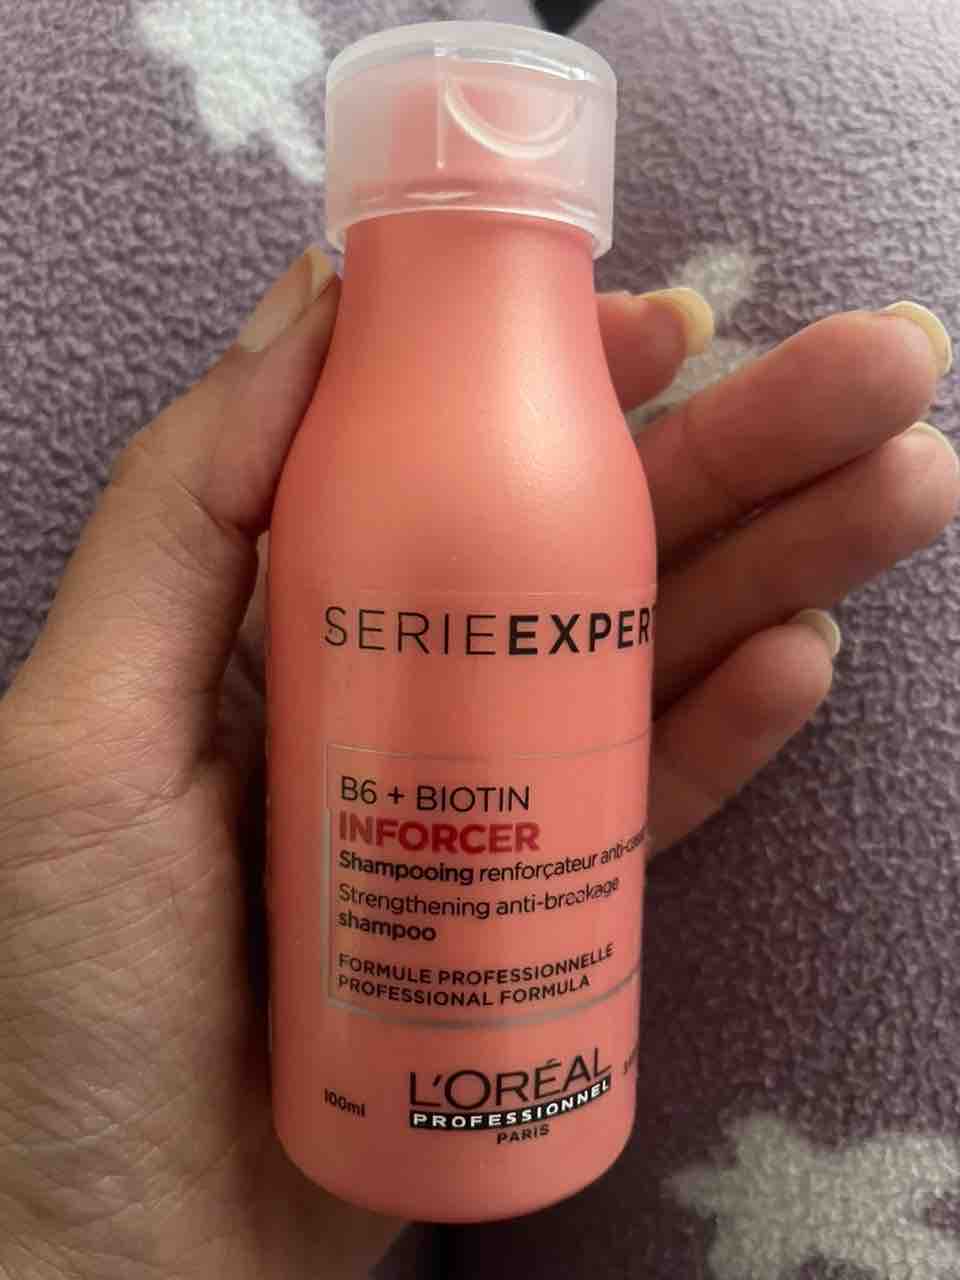 SERIEEXPERT
B6 + BIOTIN
INFORCER
Shampooing renforçateur
Strengthening anti-breakage
shampoo
FORMULE PROFESSIONNELLE
PROFESSIONAL FORMULA
100ml
L'ORÉAL
PROFESSIONNEL
PARIS